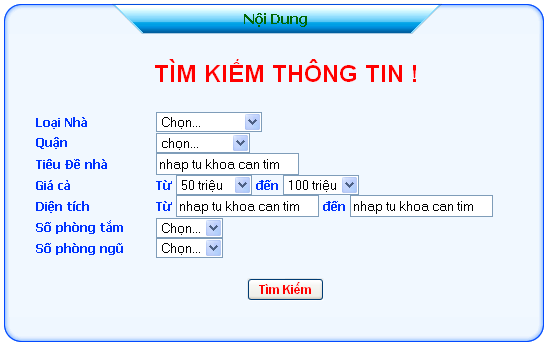 Nội Dung
TÌM KIẾM THÔNG TIN !
Loại Nhà Chọn...
Quận chọn...
Tiêu Đề nhà nhap tu khoa can tim
Giá cả Từ 50 triệu đến 100 triệu
Diện tích Từ nhap tu khoa can tim đến nhap tu khoa can tim
Số phòng tắm Chọn...
Số phòng ngũ Chọn...
Tìm Kiếm